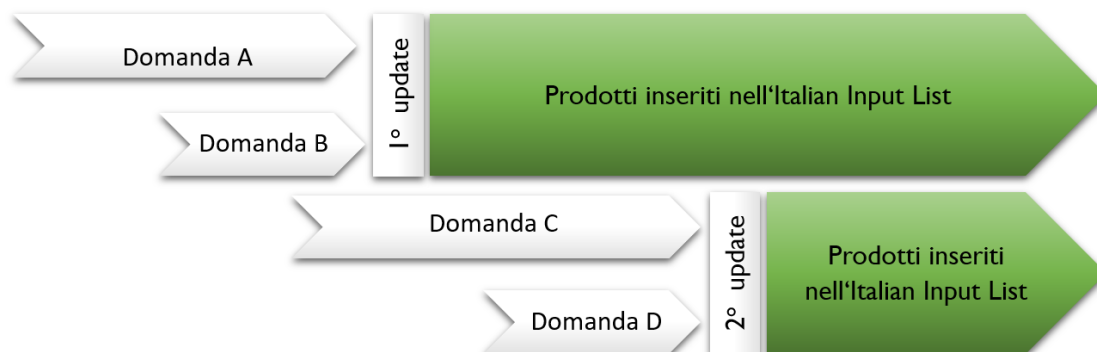 Domanda A
1° update
Prodotti inseriti nell‘Italian Input List
Domanda B
Domanda C
2° update
Prodotti inseriti
nell‘Italian Input List
Domanda D